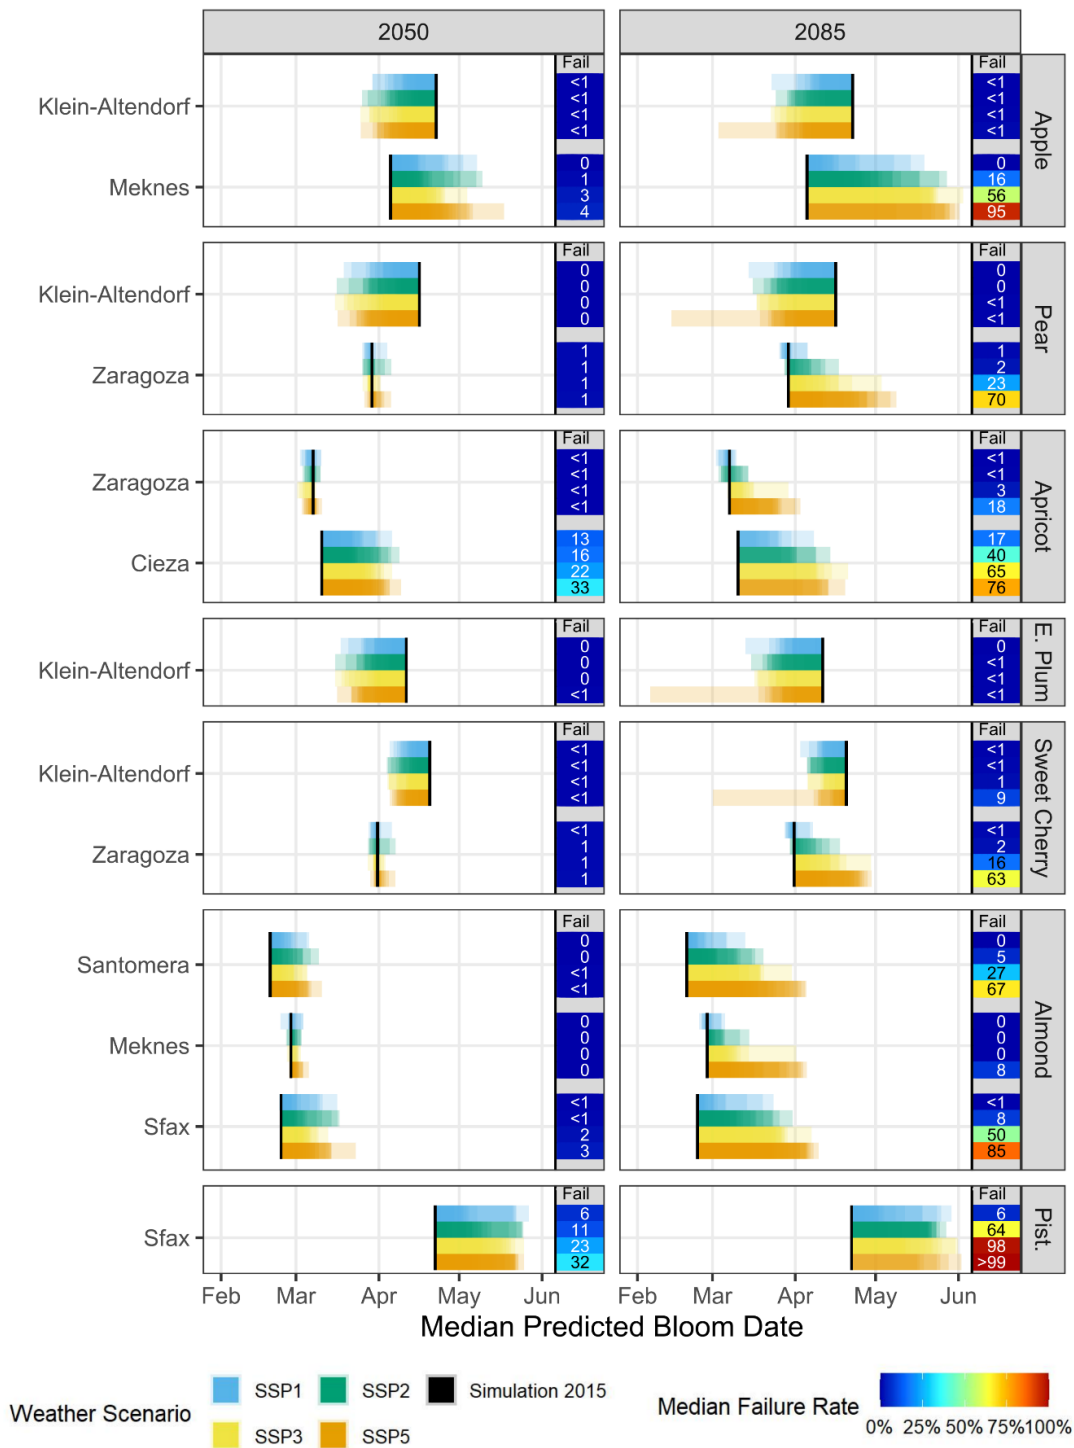 2050 2085
Fail Fail
Klein-Altendorf <1 <1
<1 <1
<1 <1
<1 <1
Apple
Meknes 0 0
1 16
3 56
4 95
Fail Fail
Klein-Altendorf 0 0
0 0
0 <1
0 <1
Pear
Zaragoza 1 1
1 2
1 23
1 70
Fail Fail
Zaragoza <1 <1
<1 <1
<1 3
<1 18
Apricot
Cieza 13 17
16 40
22 65
33 76
Fail Fail
Klein-Altendorf 0 0
0 <1
0 <1
<1 <1
E. Plum
Fail Fail
Klein-Altendorf <1 <1
<1 <1
<1 1
<1 9
Sweet Cherry
Zaragoza <1 <1
1 2
1 16
1 63
Fail Fail
Santomera 0 0
0 5
<1 27
<1 67
Almond
Meknes 0 0
0 0
0 0
0 8
Sfax <1 <1
<1 8
2 50
3 85
Fail Fail
Sfax 6 6
11 64
23 98
32 >99
Pist.
Feb Mar Apr May Jun Feb Mar Apr May Jun
Median Predicted Bloom Date
Weather Scenario
SSP1 SSP2 Simulation 2015
SSP3 SSP5
Median Failure Rate
0% 25% 50% 75% 100%